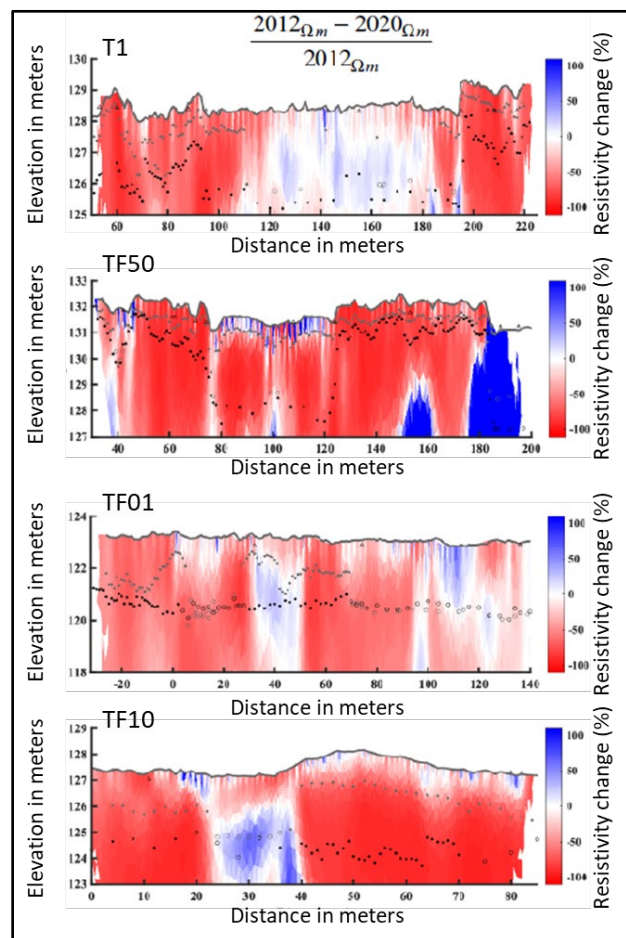 T1
2012Ωm − 2020Ωm
2012Ωm
Elevation in meters
130
129
128
127
126
125
60 80 100 120 140 160 180 200 220
Distance in meters
100
50
0
-50
-100
Resistivity change (%)
TF50
Elevation in meters
133
132
131
130
129
128
127
40 60 80 100 120 140 160 180 200
Distance in meters
100
50
0
-50
-100
Resistivity change (%)
TF01
Elevation in meters
124
122
120
118
-20 0 20 40 60 80 100 120 140
Distance in meters
100
50
0
-50
-100
Resistivity change (%)
TF10
Elevation in meters
129
128
127
126
125
124
123
0 10 20 30 40 50 60 70 80
Distance in meters
100
50
0
-50
-100
Resistivity change (%)